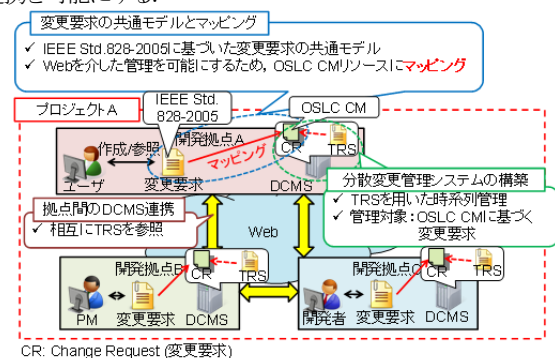 変更要求の共通モデルとマッピング
✓ IEEE Std.828-2005に基づいた変更要求の共通モデル
✓ Webを介した管理を可能にするため, OSLC CMリソースにマッピング
プロジェクトA
IEEE Std.
828-2005
OSLC CM
開発拠点A
作成/参照
マッピング
CR
TRS
ユーザ
変更要求
DCMS
分散変更管理システムの構築
✓ TRSを用いた時系列管理
✓ 管理対象:OSLC CMに基づく
変更要求
拠点間のDCMS連携
✓ 相互にTRSを参照
Web
開発拠点B
CR
TRS
PM
変更要求
DCMS
開発拠点C
CR
TRS
開発者
変更要求
DCMS
CR: Change Request (変更要求)